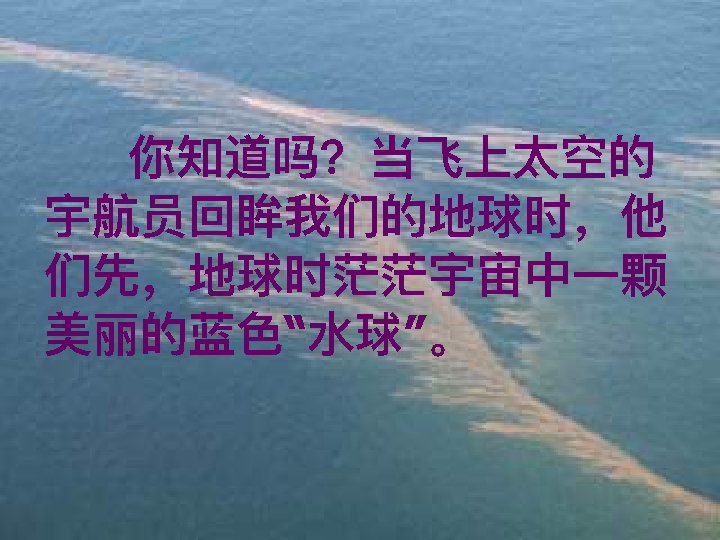 你知道吗？当飞上太空的
宇航员回眸我们的地球时，他
们先，地球时茫茫宇宙中一颗
美丽的蓝色“水球”。